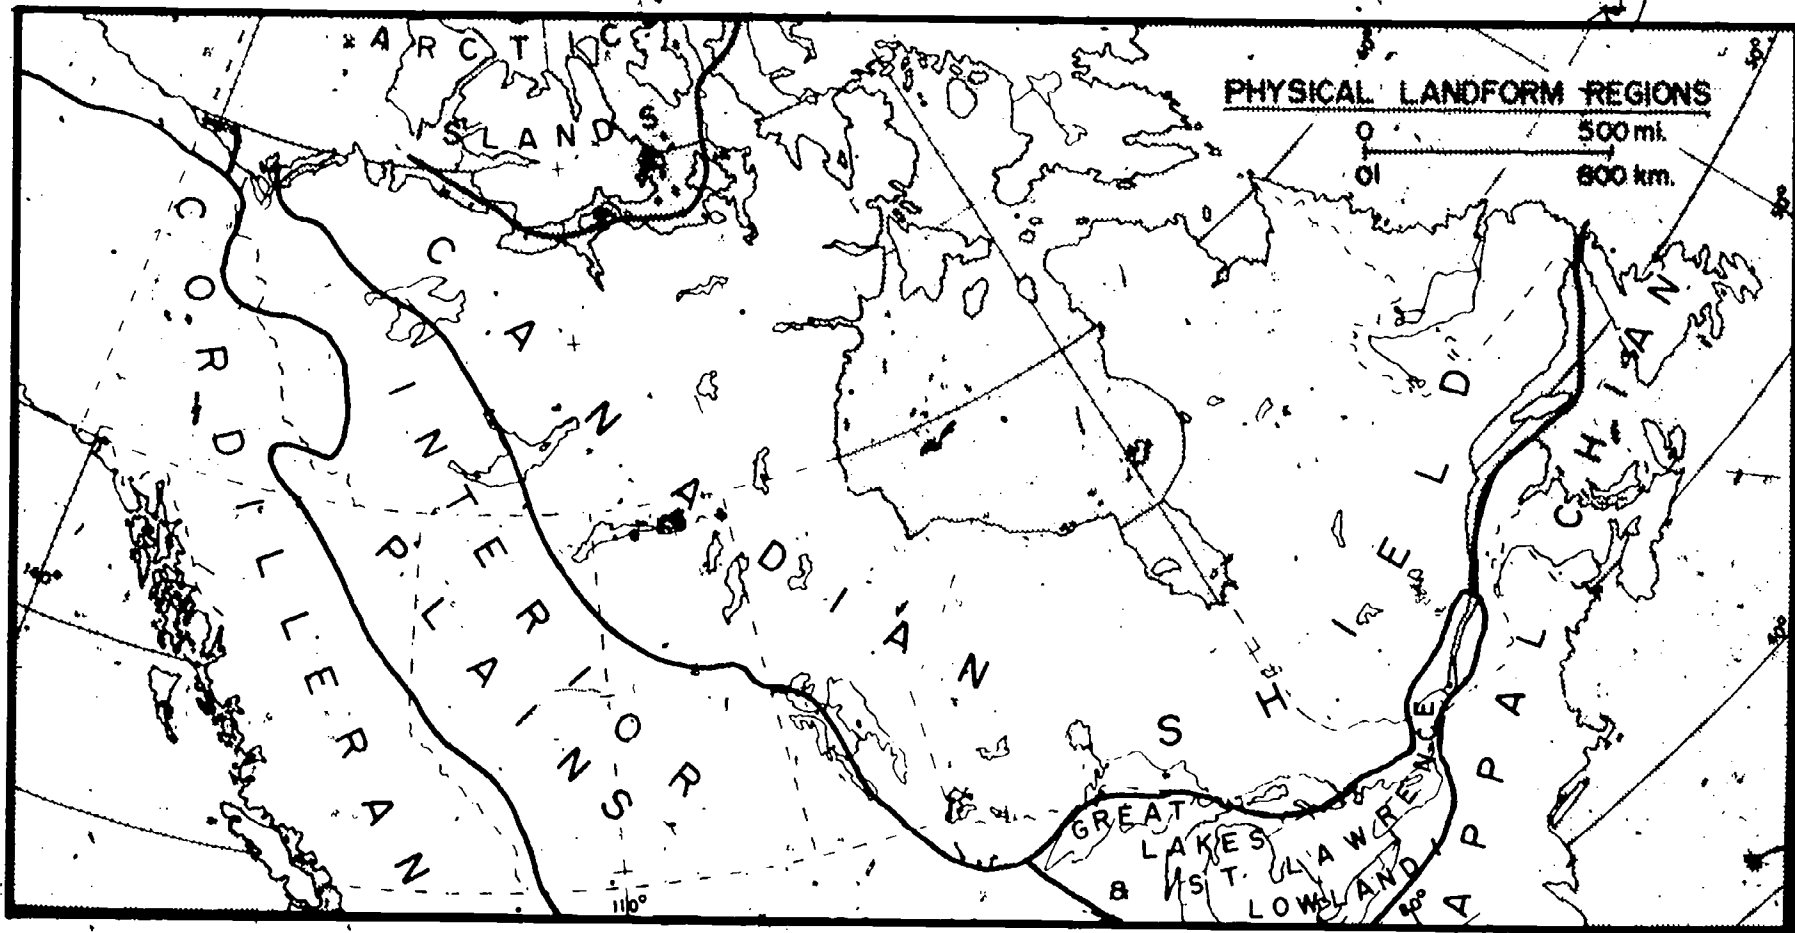 PHYSICAL LANDFORM REGIONS
0 500 mi.
0 800 km.
ARCTIC
ISLANDS
CORDILLERAN
INTERIOR
PLAINS
CANADIAN
SHIELD
GREAT
LAKES
& ST. LAWRENCE
LOWLAND
APPALACHIAN
110°
50°